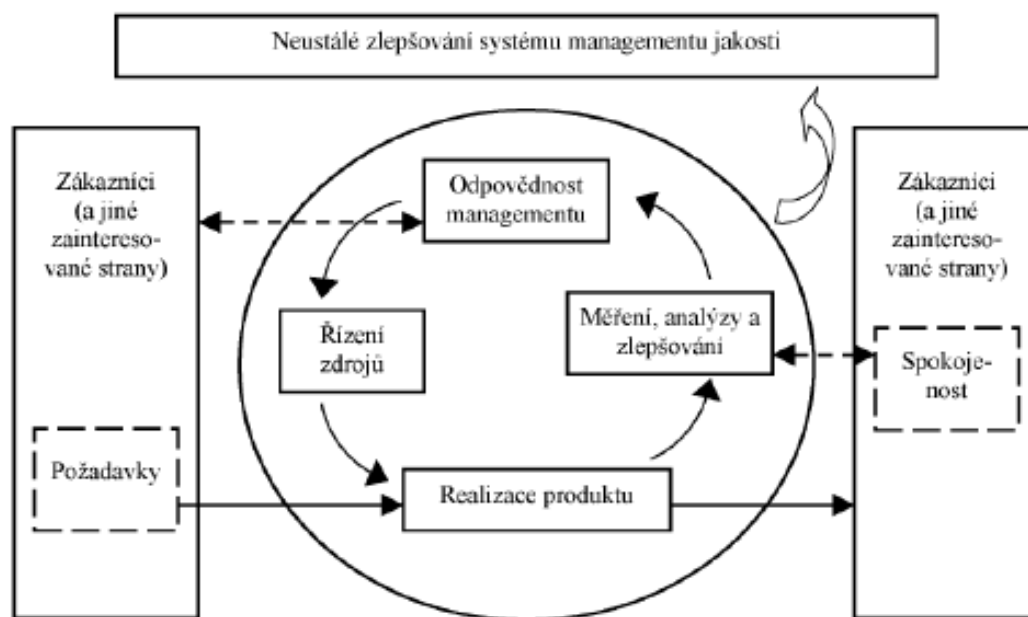 Neustálé zlepšování systému managementu jakosti
Zákazníci
(a jiné
zaintereso-
vané strany)
Požadavky
Odpovědnost
managementu
Řízení
zdrojů
Měření, analýzy a
zlepšování
Realizace produktu
Zákazníci
(a jiné
zaintereso-
vané strany)
Spokoje-
nost